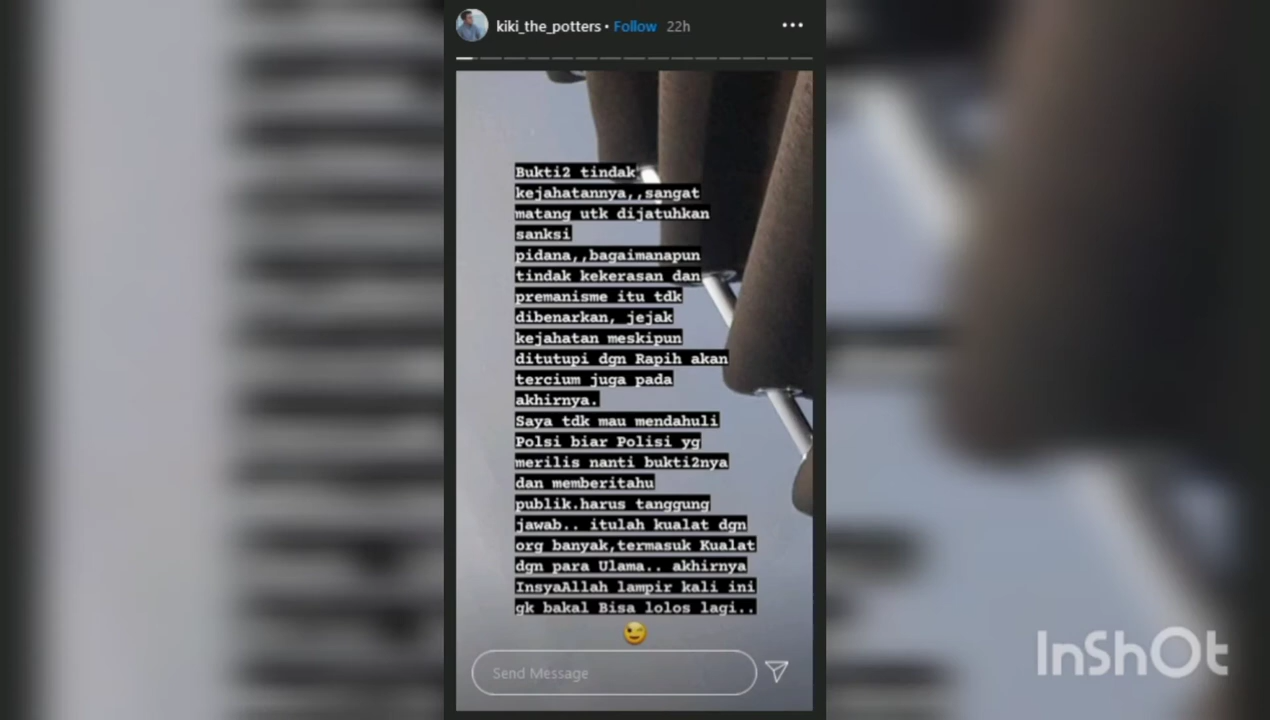 kiki_the_potters • Follow 22h
Bukti2 tindak
kejahatannya,,sangat
matang utk dijatuhkan
sanksi
pidana,,bagaimanapun
tindak kekerasan dan
premanisme itu tdk
dibenarkan, jejak
kejahatan meskipun
ditutupi dgn Rapih akan
tercium juga pada
akhirnya.
Saya tdk mau mendahuli
Polsi biar Polisi yg
merilis nanti bukti2nya
dan memberitahu
publik.harus tanggung
jawab.. itulah kualat dgn
org banyak,termasuk Kualat
dgn para Ulama.. akhirnya
InsyaAllah lampir kali ini
gk bakal Bisa lolos lagi..
Send Message
InShOt